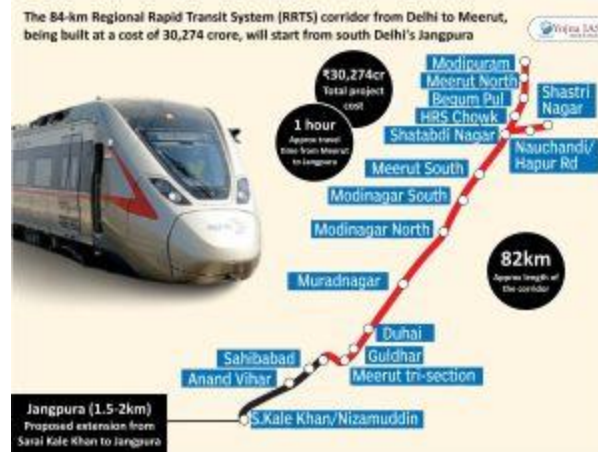 The 84-km Regional Rapid Transit System (RRTS) corridor from Delhi to Meerut,
being built at a cost of 30,274 crore, will start from south Delhi's Jangpura
Yojna IAS
₹30,274cr
Total project
cost
1 hour
Approx travel
time from Meerut
to Jangpura
Modipuram
Meerut North
Begum Pul
HRS Chowk
Shatabdi Nagar
Shastri
Nagar
Nauchandi/
Hapur Rd
Meerut South
Modinagar South
Modinagar North
82km
Approx length of
the corridor
Muradnagar
Duhai
Guldhar
Meerut tri-section
Sahibabad
Anand Vihar
Jangpura (1.5-2km)
Proposed extension from
Sarai Kale Khan to Jangpura
S.Kale Khan/Nizamuddin